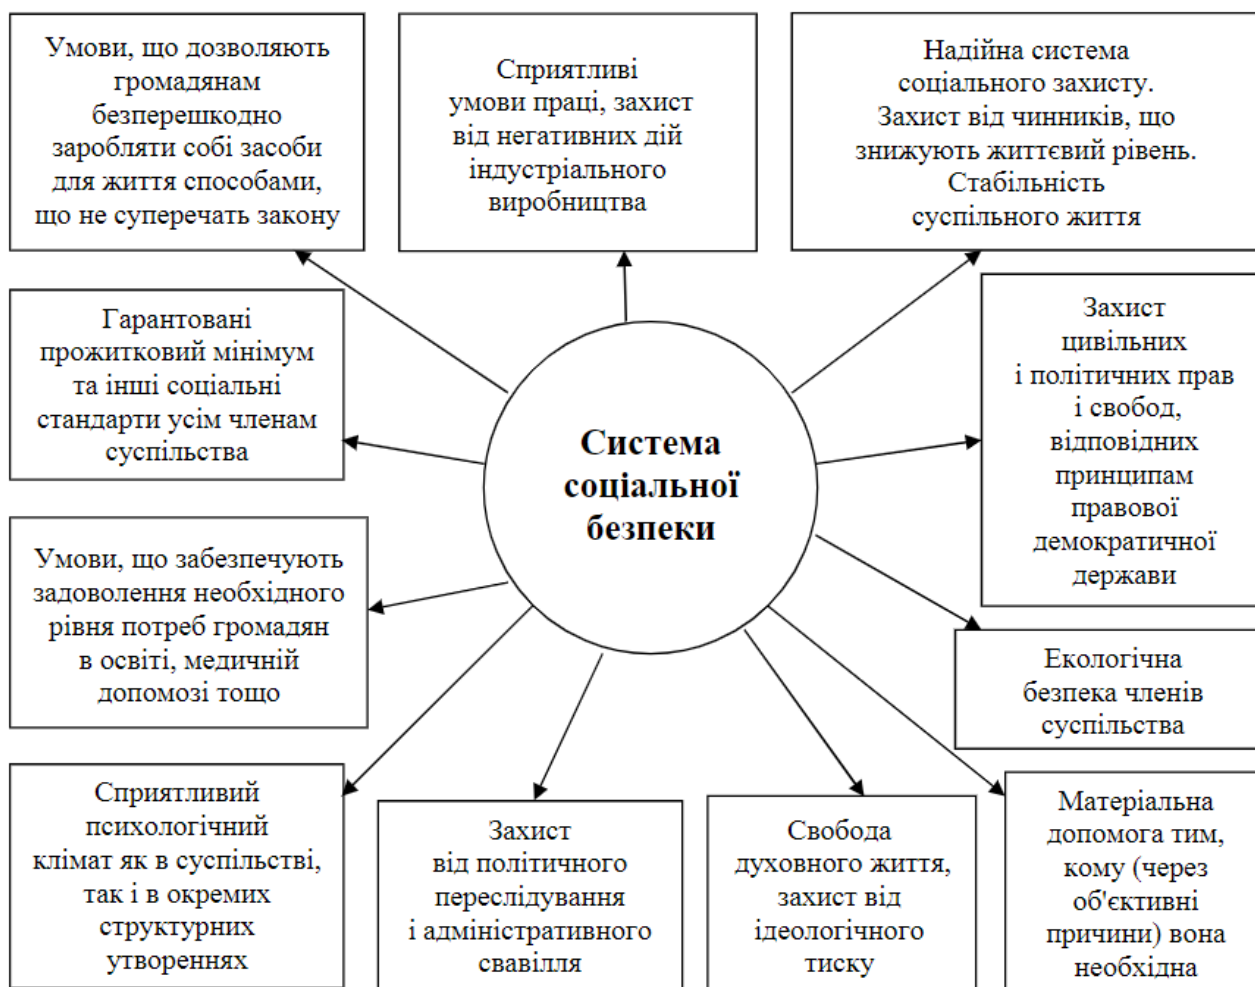 Умови, що дозволяють
громадянам
безперешкодно
заробляти собі засоби
для життя способами,
що не суперечать закону
Сприятливі
умови праці, захист
від негативних дій
індустріального
виробництва
Надійна система
соціального захисту.
Захист від чинників, що
знижують життєвий рівень.
Стабільність
суспільного життя
Гарантовані
прожитковий мінімум
та інші соціальні
стандарти усім членам
суспільства
Система
соціальної
безпеки
Захист
цивільних
і політичних прав
і свобод,
відповідних
принципам
правової
демократичної
держави
Умови, що забезпечують
задоволення необхідного
рівня потреб громадян
в освіті, медичній
допомозі тощо
Екологічна
безпека членів
суспільства
Сприятливий
психологічний
клімат як в суспільстві,
так і в окремих
структурних
утвореннях
Захист
від політичного
переслідування
і адміністративного
свавілля
Свобода
духовного життя,
захист від
ідеологічного
тиску
Матеріальна
допомога тим,
кому (через
об'єктивні
причини) вона
необхідна